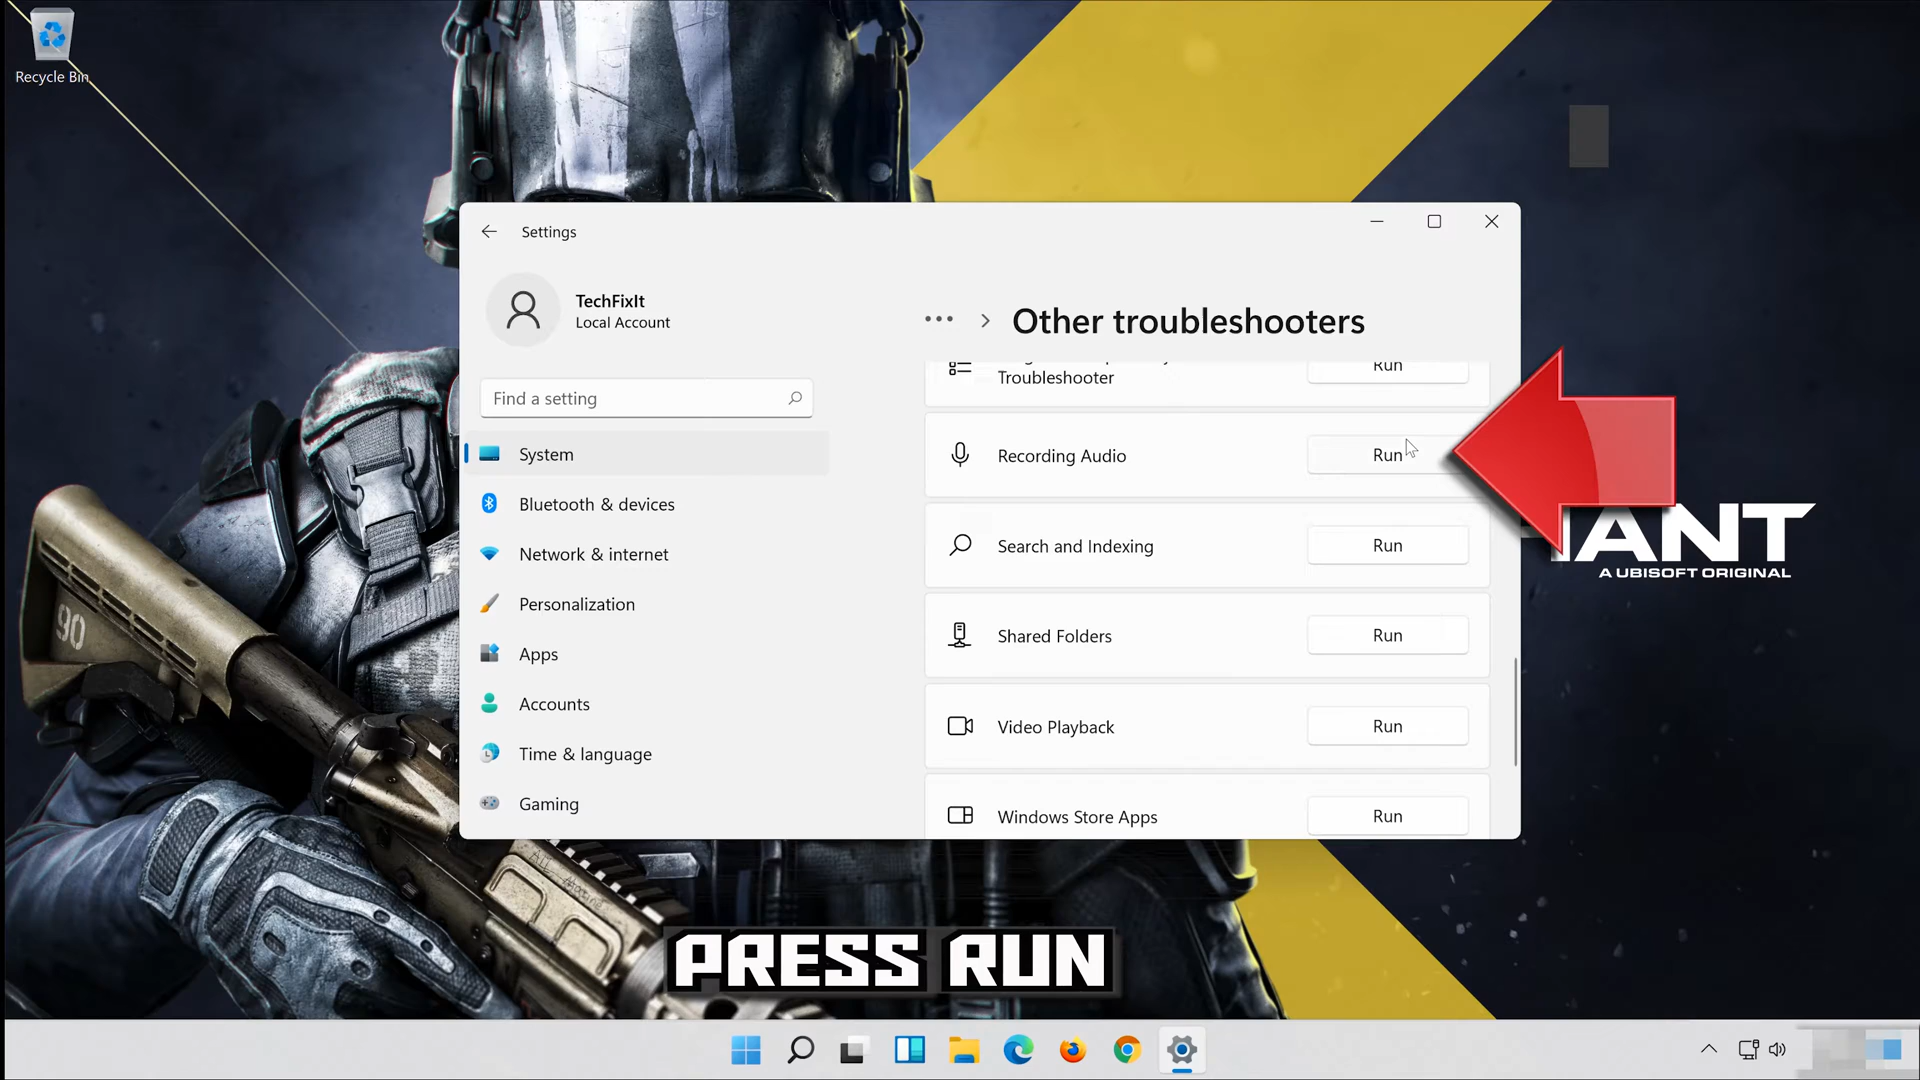 Recycle Bin
Settings
TechFixIt
Local Account
Find a setting
System
Bluetooth & devices
Network & internet
Personalization
Apps
Accounts
Time & language
Gaming
Other troubleshooters
Troubleshooter
Run
Recording Audio
Run
Search and Indexing
Run
Shared Folders
Run
Video Playback
Run
Windows Store Apps
Run
90
IANT
A UBISOFT ORIGINAL
PRESS RUN